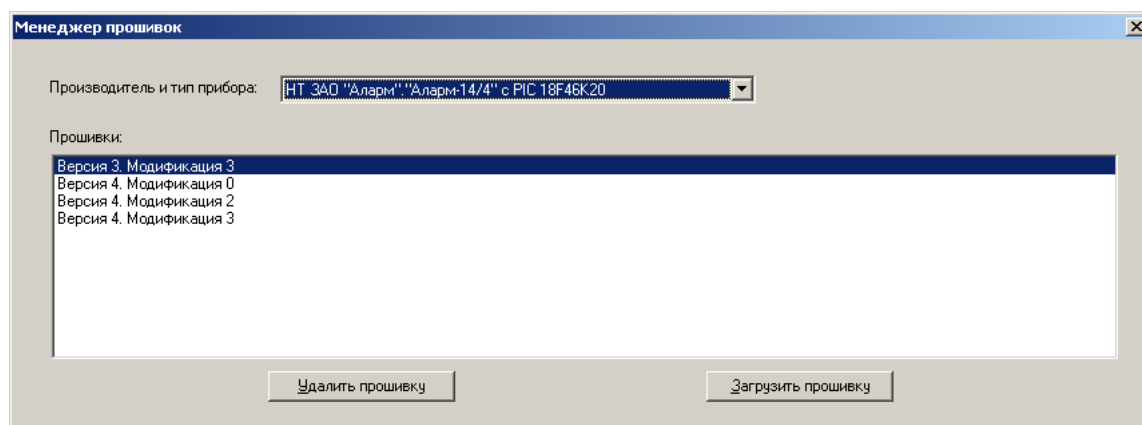 Менеджер прошивок
Производитель и тип прибора:
НТ ЗАО "Аларм"."Аларм-14/4" с PIC 18F46K20
Прошивки:
Версия 3. Модификация 3
Версия 4. Модификация 0
Версия 4. Модификация 2
Версия 4. Модификация 3
Удалить прошивку
Загрузить прошивку